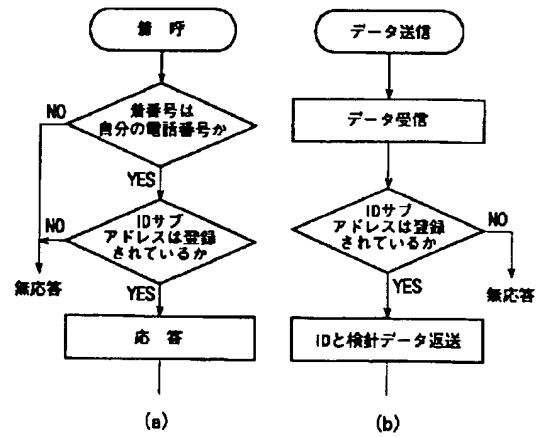 着 呼
着番号は
自分の電話番号か
NO
YES
IDサブ
アドレスは登録
されているか
NO
無応答
YES
応 答
(a)
データ送信
データ受信
IDサブ
アドレスは登録
されているか
NO
無応答
YES
IDと検針データ返送
(b)